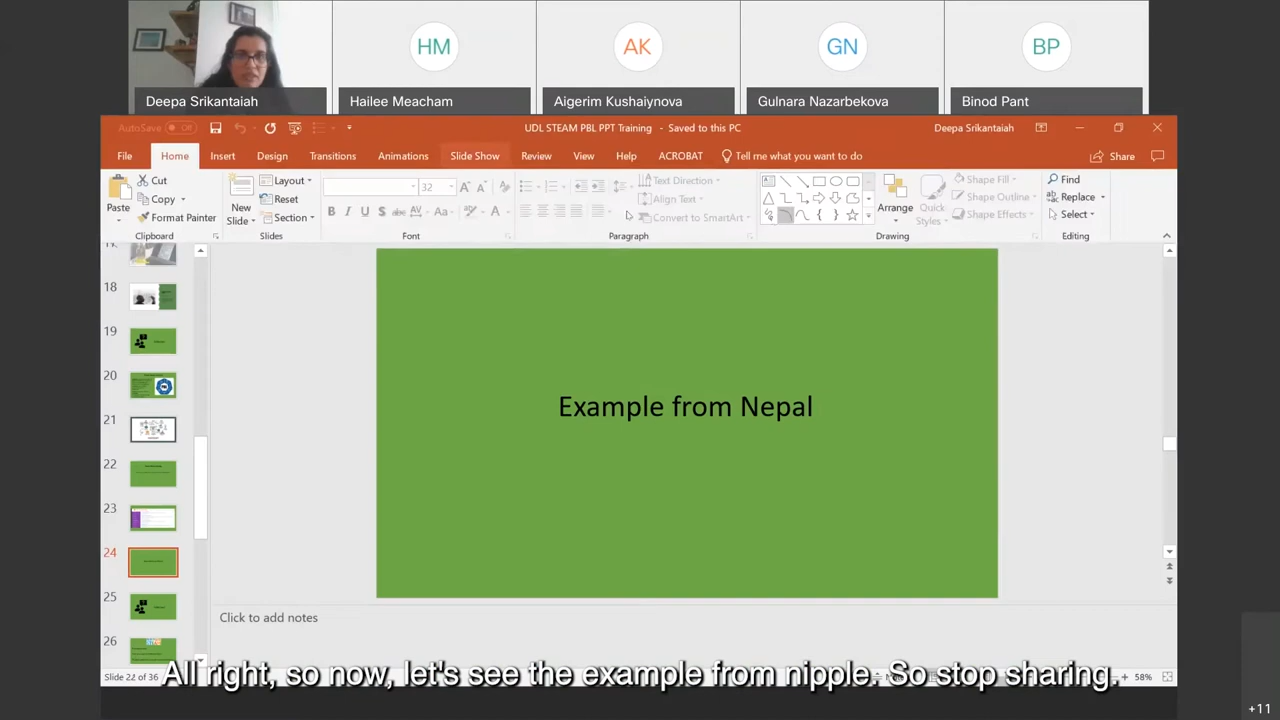 HM
AK
GN
BP
Deepa Srikantaiah
Hailee Meacham
Aigerim Kushaiynova
Gulnara Nazarbekova
Binod Pant
AutoSave Off
UDL STEAM PBL PPT Training - Saved to this PC
Deepa Srikantaiah
File Home Insert Design Transitions Animations Slide Show Review View Help ACROBAT Tell me what you want to do Share
Paste
Cut
Copy
Format Painter
Clipboard
New
Slide
Layout
Reset
Section
Slides
32
B I U S abc AV Aa A
Font
Text Direction
Align Text
Convert to SmartArt
Paragraph
Arrange
Quick
Styles
Shape Fill
Shape Outline
Shape Effects
Drawing
Find
Replace
Select
Editing
18
19
20
21
22
23
24
25
26
Example from Nepal
Click to add notes
All right, so now, let's see the example from nipple. So stop sharing.
Slide 22 of 36
58%
+11